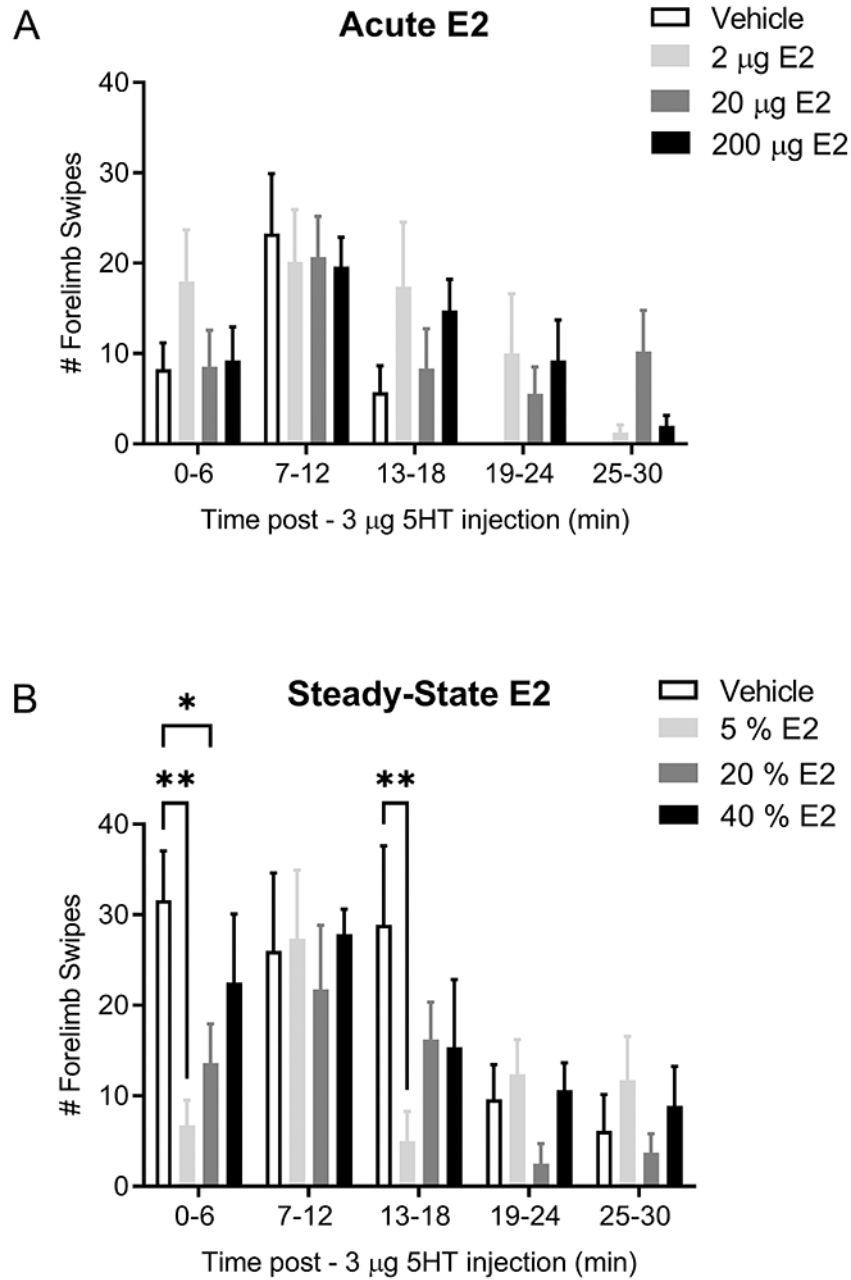 A
Acute E2
Vehicle
2 μg E2
20 μg E2
200 μg E2
# Forelimb Swipes
40
30
20
10
0
0-6 7-12 13-18 19-24 25-30
Time post - 3 μg 5HT injection (min)
B
Steady-State E2
Vehicle
5 % E2
20 % E2
40 % E2
*
** **
# Forelimb Swipes
40
30
20
10
0
0-6 7-12 13-18 19-24 25-30
Time post - 3 μg 5HT injection (min)